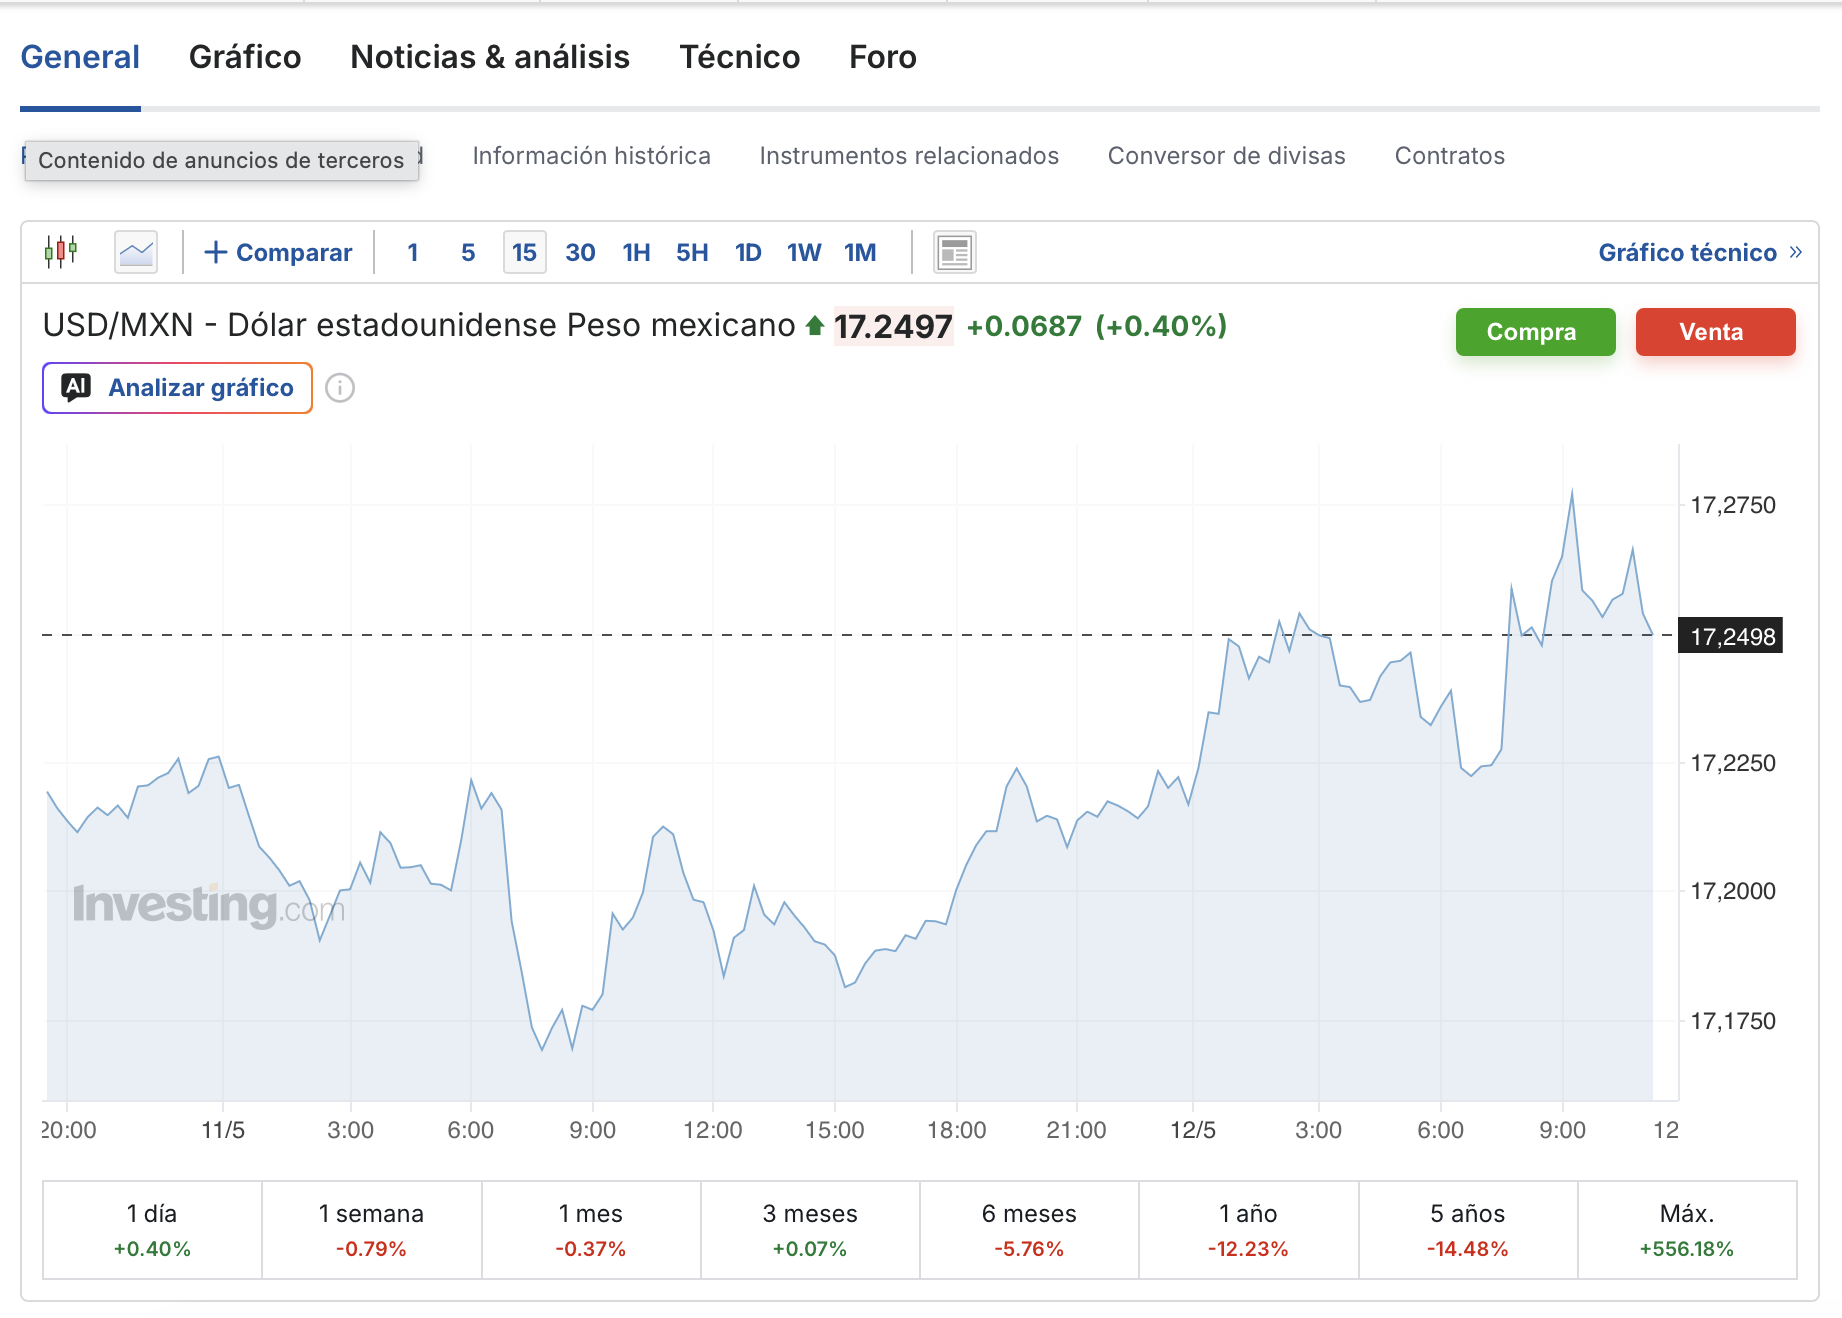 General Gráfico Noticias & análisis Técnico Foro
Contenido de anuncios de terceros Información histórica Instrumentos relacionados Conversor de divisas Contratos
+ Comparar 1 5 15 30 1H 5H 1D 1W 1M Gráfico técnico »
USD/MXN - Dólar estadounidense Peso mexicano 17.2497 +0.0687 (+0.40%) Compra Venta
AI Analizar gráfico i
17,2750
17,2498
17,2250
17,2000
Investing.com
17,1750
20:00 11/5 3:00 6:00 9:00 12:00 15:00 18:00 21:00 12/5 3:00 6:00 9:00 12
1 día 1 semana 1 mes 3 meses 6 meses 1 año 5 años Máx.
+0.40% -0.79% -0.37% +0.07% -5.76% -12.23% -14.48% +556.18%